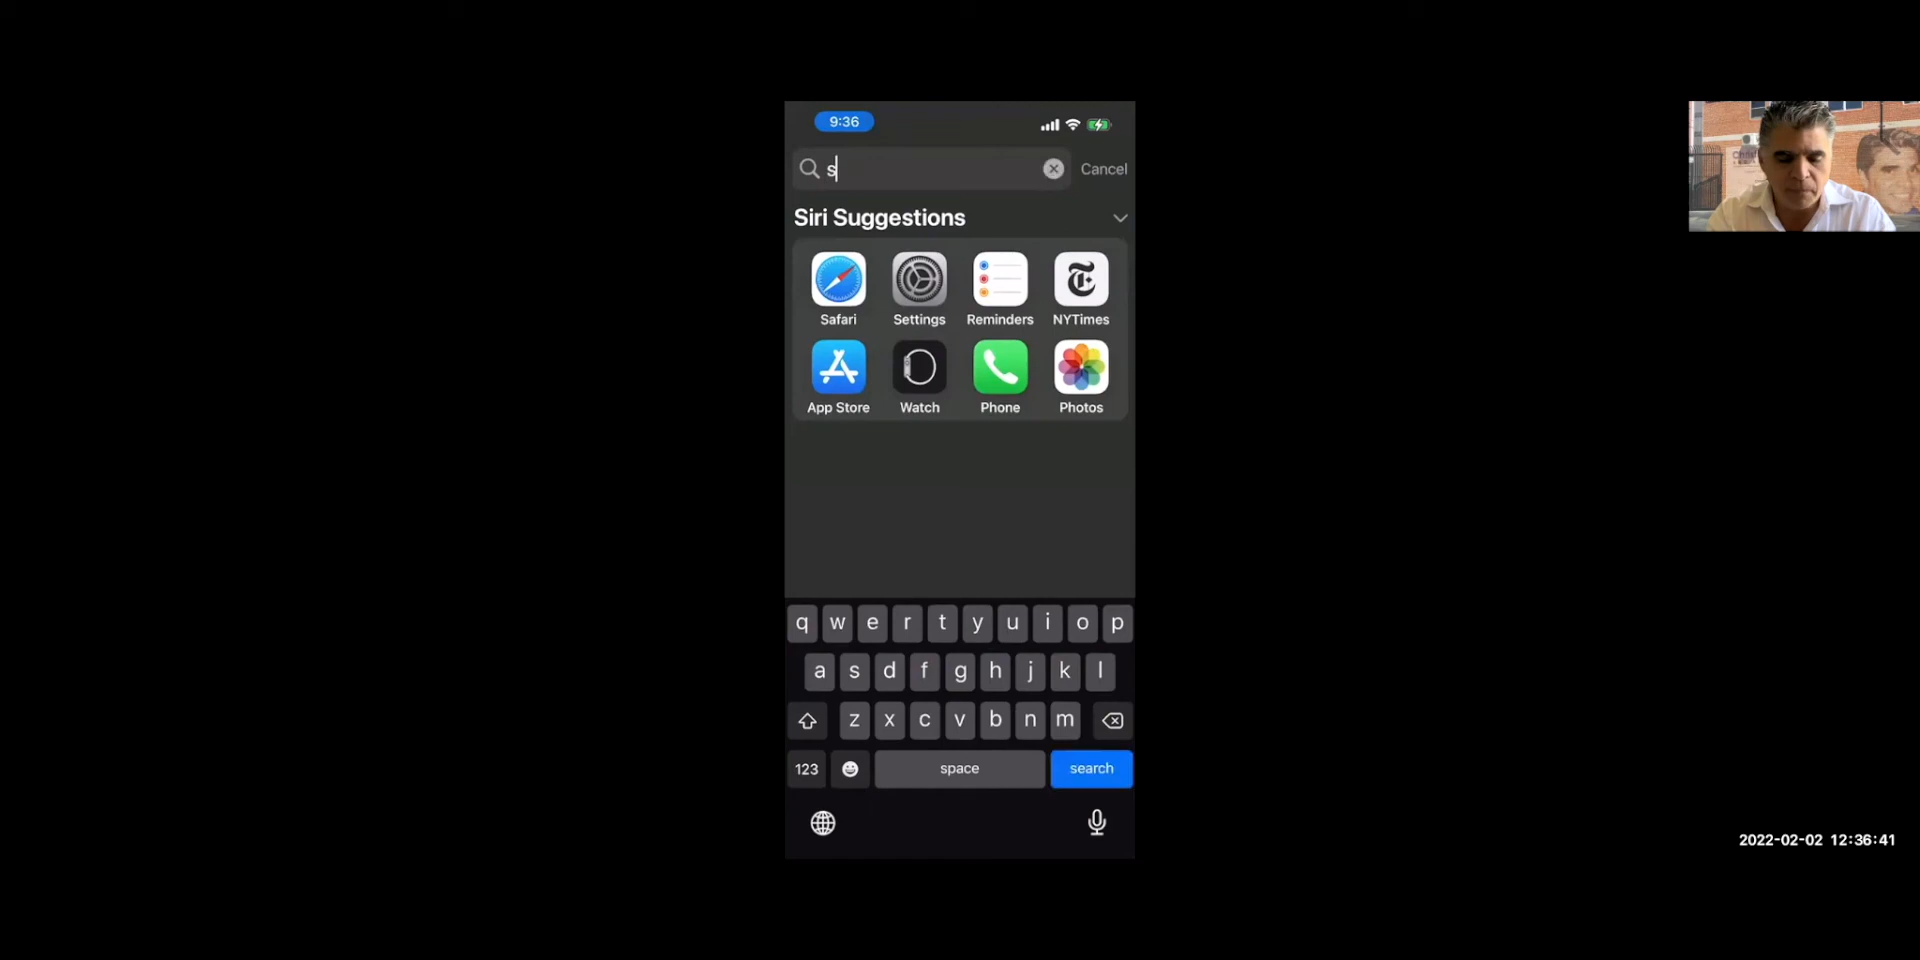 9:36
s
Cancel
Siri Suggestions
Safari
Settings
Reminders
NYTimes
App Store
Watch
Phone
Photos
q w e r t y u i o p
a s d f g h j k l
z x c v b n m
123
space
search
2022-02-02 12:36:41